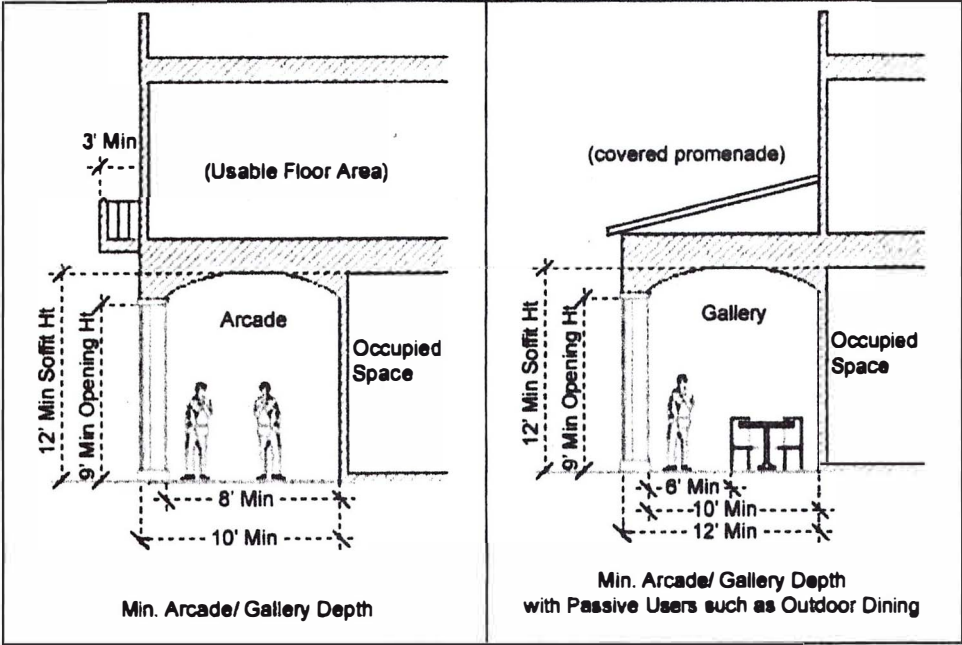 3' Min
(Usable Floor Area)
12' Min Soffit Ht
9' Min Opening Ht
Arcade
Occupied
Space
8' Min
10' Min
Min. Arcade/ Gallery Depth
(covered promenade)
12' Min Soffit Ht
9' Min Opening Ht
Gallery
Occupied
Space
6' Min
10' Min
12' Min
Min. Arcade/ Gallery Depth
with Passive Users such as Outdoor Dining